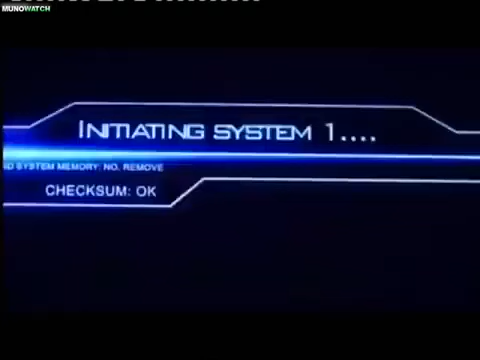 MUNOWATCH
INITIATING SYSTEM 1....
SYSTEM MEMORY: NO, REMOVE
CHECKSUM: OK